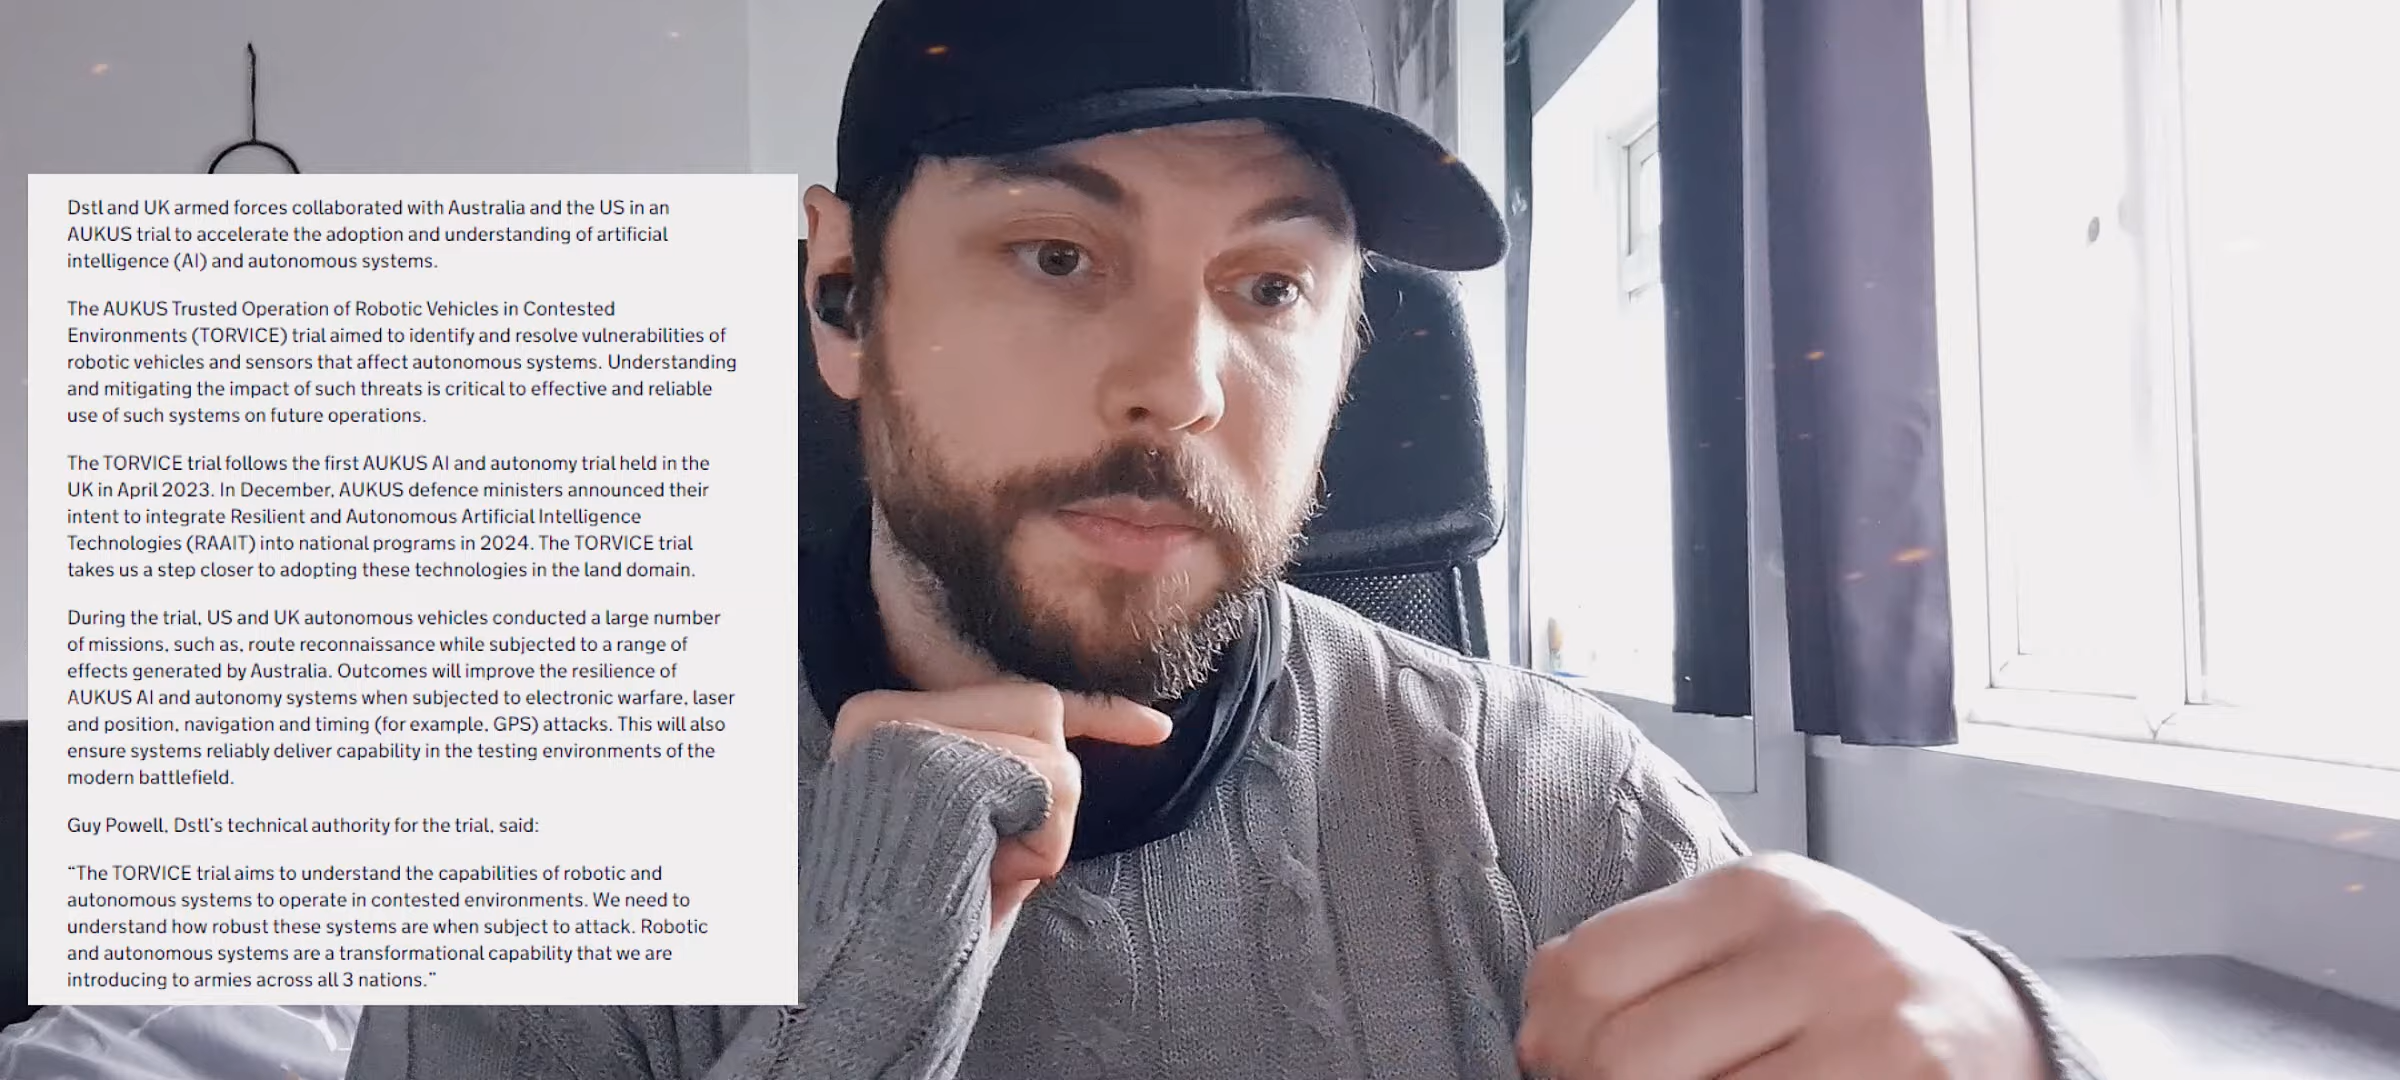 Dstl and UK armed forces collaborated with Australia and the US in an
AUKUS trial to accelerate the adoption and understanding of artificial
intelligence (AI) and autonomous systems.
The AUKUS Trusted Operation of Robotic Vehicles in Contested
Environments (TORVICE) trial aimed to identify and resolve vulnerabilities of
robotic vehicles and sensors that affect autonomous systems. Understanding
and mitigating the impact of such threats is critical to effective and reliable
use of such systems on future operations.
The TORVICE trial follows the first AUKUS AI and autonomy trial held in the
UK in April 2023. In December, AUKUS defence ministers announced their
intent to integrate Resilient and Autonomous Artificial Intelligence
Technologies (RAAIT) into national programs in 2024. The TORVICE trial
takes us a step closer to adopting these technologies in the land domain.
During the trial, US and UK autonomous vehicles conducted a large number
of missions, such as, route reconnaissance while subjected to a range of
effects generated by Australia. Outcomes will improve the resilience of
AUKUS AI and autonomy systems when subjected to electronic warfare, laser
and position, navigation and timing (for example, GPS) attacks. This will also
ensure systems reliably deliver capability in the testing environments of the
modern battlefield.
Guy Powell, Dstl's technical authority for the trial, said:
“The TORVICE trial aims to understand the capabilities of robotic and
autonomous systems to operate in contested environments. We need to
understand how robust these systems are when subject to attack. Robotic
and autonomous systems are a transformational capability that we are
introducing to armies across all 3 nations.”